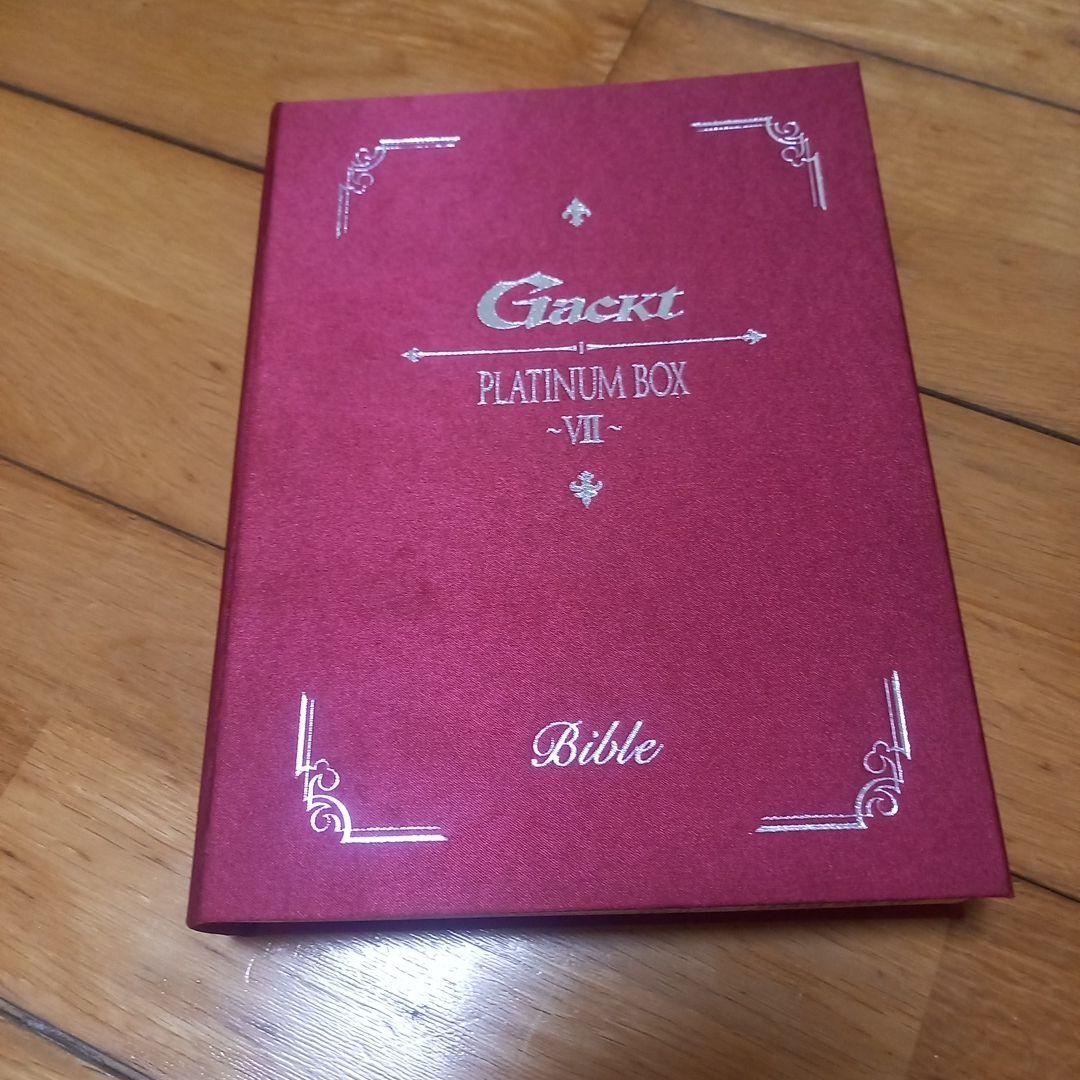 Gackt
PLATINUM BOX
~VII~
Bible